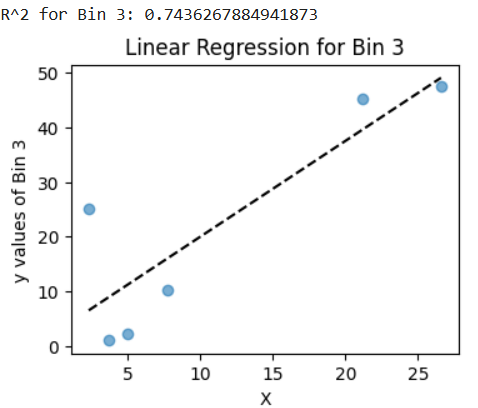 R^2 for Bin 3: 0.7436267884941873
Linear Regression for Bin 3
50
40
30
20
10
0
y values of Bin 3
5 10 15 20 25
X